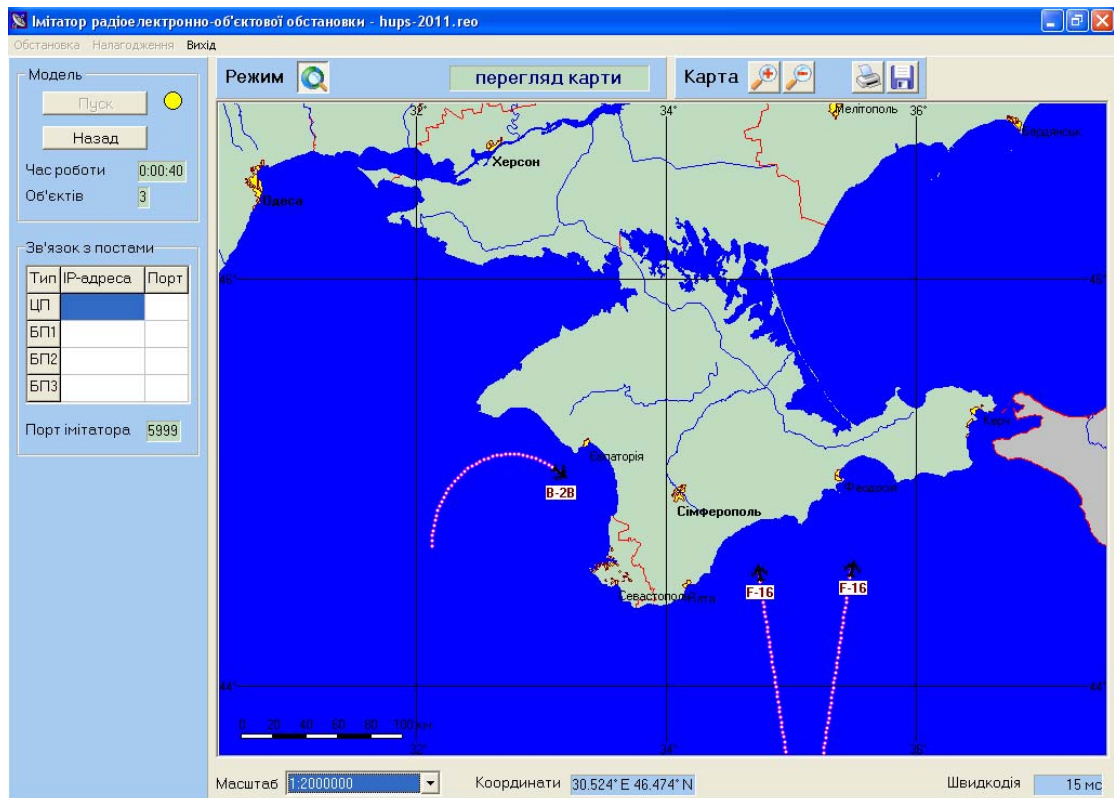 Імітатор радіоелектронно-об'єктової обстановки - hups-2011.reo
Обстановка Налагодження Вихід
Модель
Пуск
Назад
Час роботи 0:00:40
Об'єктів 3
Зв'язок з постами
Тип IP-адреса Порт
ЦП
БП1
БП2
БП3
Порт імітатора 5999
Режим перегляд карти Карта
32° 34° 36°
Мелітополь
Бердянськ
Херсон
Одеса
46° 46°
Керч
Євпаторія
B-2B
Феодосія
Сімферополь
F-16 F-16
Севастополь Ялта
44° 44°
0 20 40 60 80 100 км
32° 34° 36°
Масштаб 1:2000000 Координати 30.524° E 46.474° N Швидкодія 15 мс